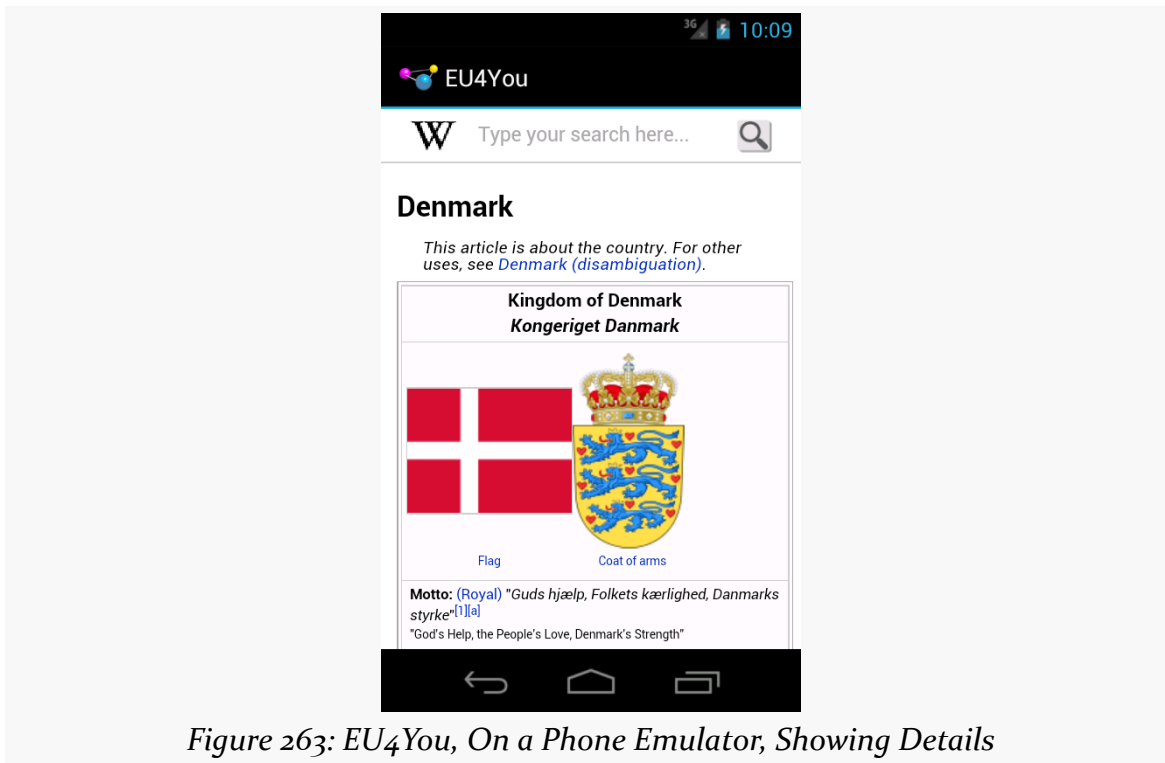 3G 10:09
EU4You
W Type your search here...
Denmark
This article is about the country. For other
uses, see Denmark (disambiguation).
Kingdom of Denmark
Kongeriget Danmark
Flag Coat of arms
Motto: (Royal) "Guds hjælp, Folkets kærlighed, Danmarks
styrke"[1][a]
"God's Help, the People's Love, Denmark's Strength"
Figure 263: EU4You, On a Phone Emulator, Showing Details